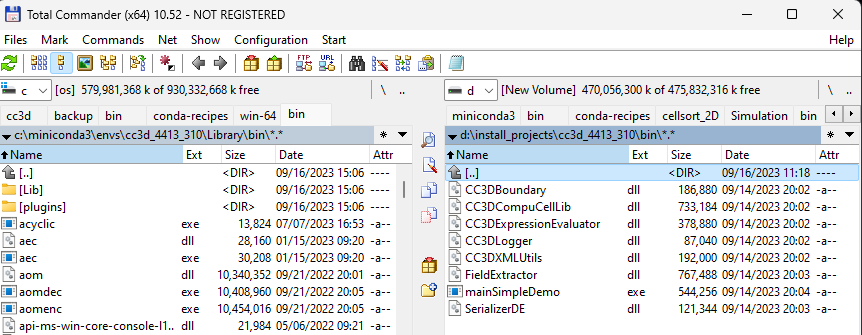 Total Commander (x64) 10.52 - NOT REGISTERED
Files Mark Commands Net Show Configuration Start Help
FTP URL
c [os] 579,981,368 k of 930,332,668 k free \ .. d [New Volume] 470,056,300 k of 475,832,316 k free \ ..
cc3d backup bin conda-recipes win-64 bin miniconda3 bin conda-recipes cellsort_2D Simulation bin
c:\miniconda3\envs\cc3d_4413_310\Library\bin\*.* * d:\install_projects\cc3d_4413_310\bin\*.* *
Name Ext Size Date Attr Name Ext Size Date Attr
[..] <DIR> 09/16/2023 15:06 ---- [..] <DIR> 09/16/2023 11:18 ----
[Lib] <DIR> 09/16/2023 15:06 ---- CC3DBoundary dll 186,880 09/14/2023 20:02 -a--
[plugins] <DIR> 09/16/2023 15:06 ---- CC3DCompuCellLib dll 733,184 09/14/2023 20:02 -a--
acyclic exe 13,824 07/07/2023 16:53 -a-- CC3DExpressionEvaluator dll 378,880 09/14/2023 20:02 -a--
aec dll 28,160 01/15/2023 09:20 -a-- CC3DLogger dll 87,040 09/14/2023 20:02 -a--
aec exe 30,208 01/15/2023 09:20 -a-- CC3DXMLUtils dll 192,000 09/14/2023 20:02 -a--
aom dll 10,340,352 09/21/2022 20:01 -a-- FieldExtractor dll 767,488 09/14/2023 20:03 -a--
aomdec exe 10,408,960 09/21/2022 20:05 -a-- mainSimpleDemo exe 544,256 09/14/2023 20:04 -a--
aomenc exe 10,454,016 09/21/2022 20:05 -a-- SerializerDE dll 121,344 09/14/2023 20:03 -a--
api-ms-win-core-console-l1... dll 21,984 05/06/2022 09:21 -a--